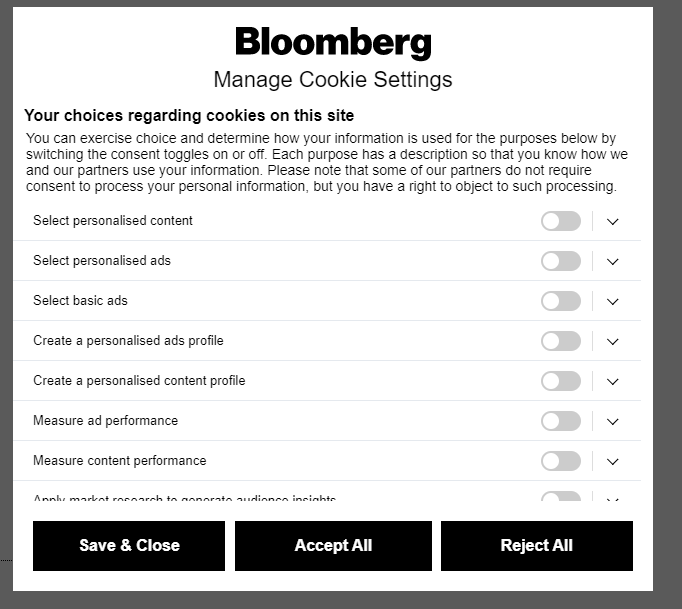 Bloomberg
Manage Cookie Settings
Your choices regarding cookies on this site
You can exercise choice and determine how your information is used for the purposes below by
switching the consent toggles on or off. Each purpose has a description so that you know how we
and our partners use your information. Please note that some of our partners do not require
consent to process your personal information, but you have a right to object to such processing.
Select personalised content
Select personalised ads
Select basic ads
Create a personalised ads profile
Create a personalised content profile
Measure ad performance
Measure content performance
Apply market research to generate audience insights
Save & Close
Accept All
Reject All